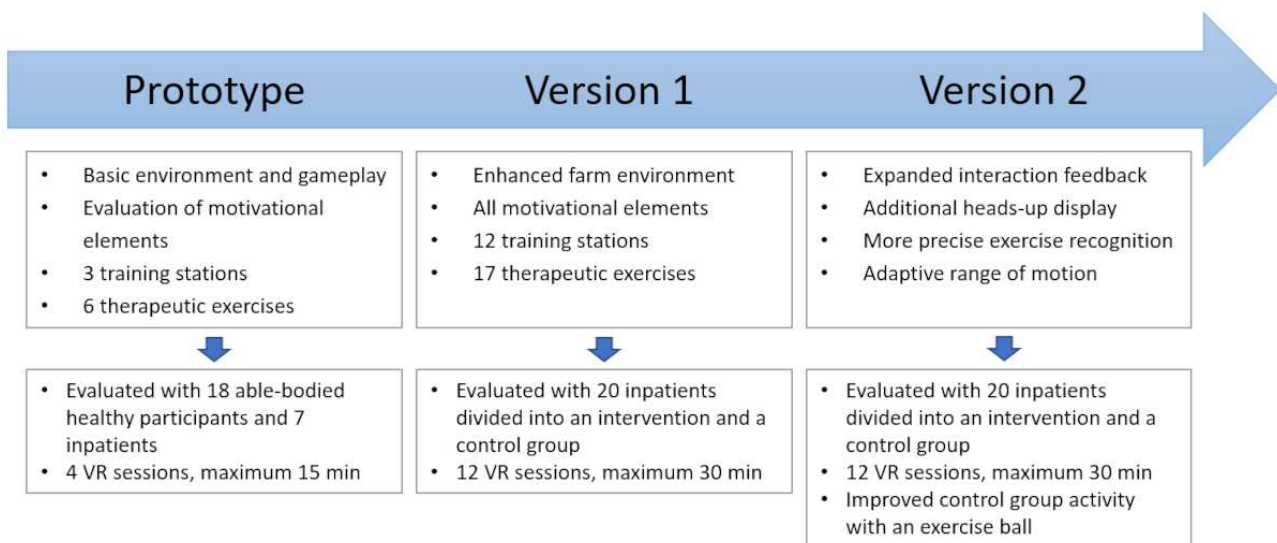 Prototype
Version 1
Version 2
• Basic environment and gameplay
• Evaluation of motivational
elements
• 3 training stations
• 6 therapeutic exercises
• Enhanced farm environment
• All motivational elements
• 12 training stations
• 17 therapeutic exercises
• Expanded interaction feedback
• Additional heads-up display
• More precise exercise recognition
• Adaptive range of motion
• Evaluated with 18 able-bodied
healthy participants and 7
inpatients
• 4 VR sessions, maximum 15 min
• Evaluated with 20 inpatients
divided into an intervention and a
control group
• 12 VR sessions, maximum 30 min
• Evaluated with 20 inpatients
divided into an intervention and a
control group
• 12 VR sessions, maximum 30 min
• Improved control group activity
with an exercise ball